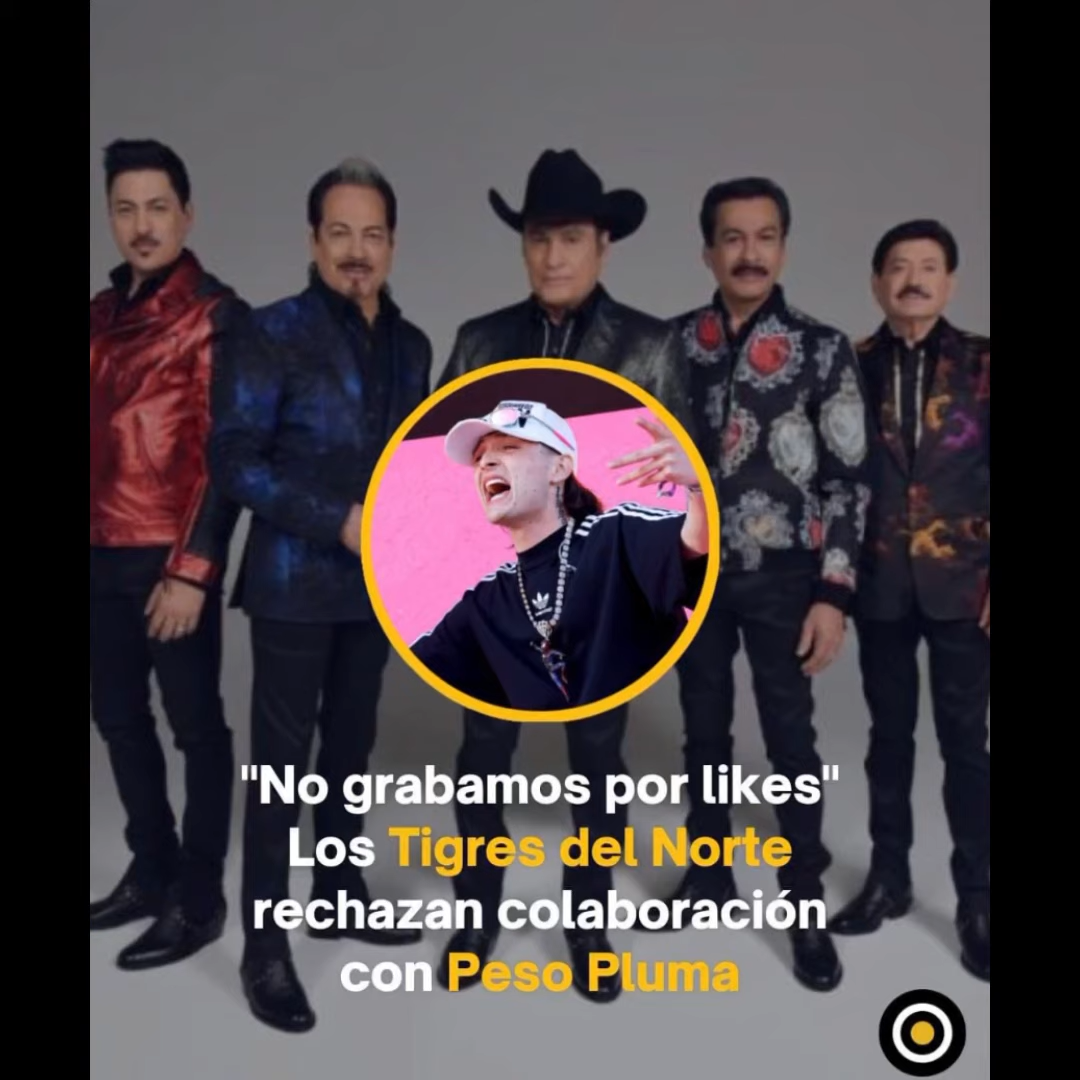 "No grabamos por likes"
Los Tigres del Norte
rechazan colaboración
con Peso Pluma